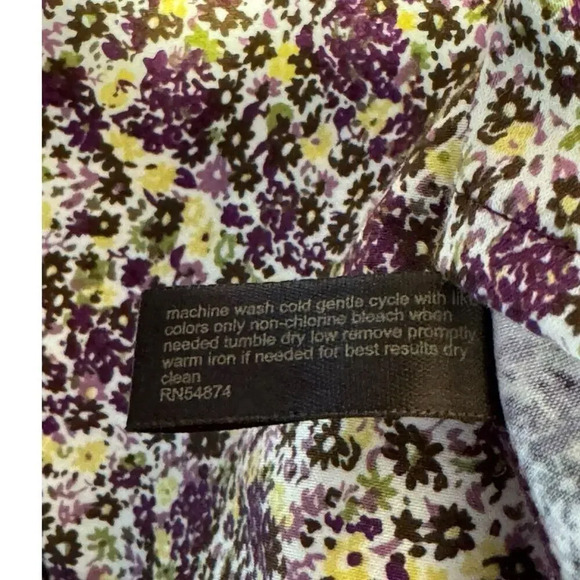 machine wash cold gentle cycle with like
colors only non-chlorine bleach when
needed tumble dry low remove promptly
warm iron if needed for best results dry
clean
RN54874